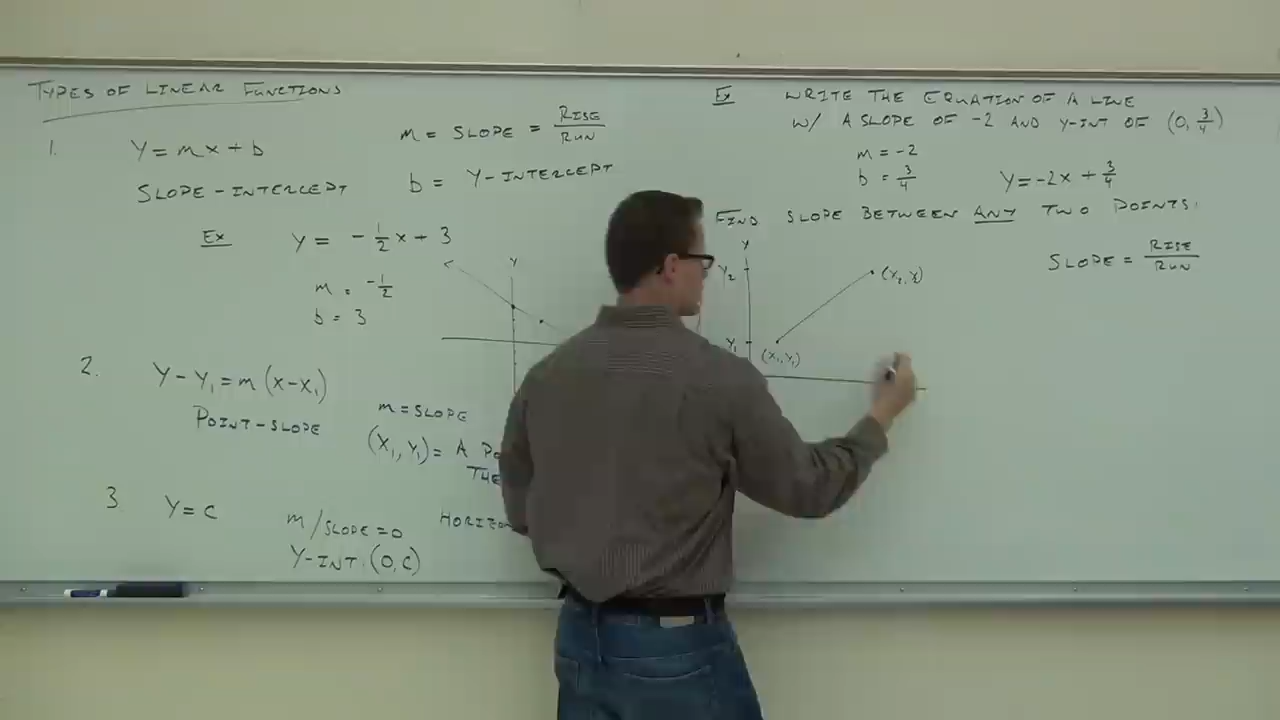 TYPES OF LINEAR FUNCTIONS
1. Y = mx + b
SLOPE-INTERCEPT
m = SLOPE = RISE/RUN
b = Y-INTERCEPT
Ex y = -1/2 x + 3
m = -1/2
b = 3
Y
2. Y - Y₁ = m(x - x₁)
POINT-SLOPE
m = SLOPE
(X₁, Y₁) = A
THE
3 Y = C
m/SLOPE = 0
Y-INT: (0, C)
Ex WRITE THE EQUATION OF A LINE
W/ A SLOPE OF -2 AND Y-INT OF (0, 3/4)
m = -2
b = 3/4
Y = -2x + 3/4
FIND SLOPE BETWEEN ANY TWO POINTS:
SLOPE = RISE/RUN
Y
Y₂
Y₁
(X₁, Y₁)